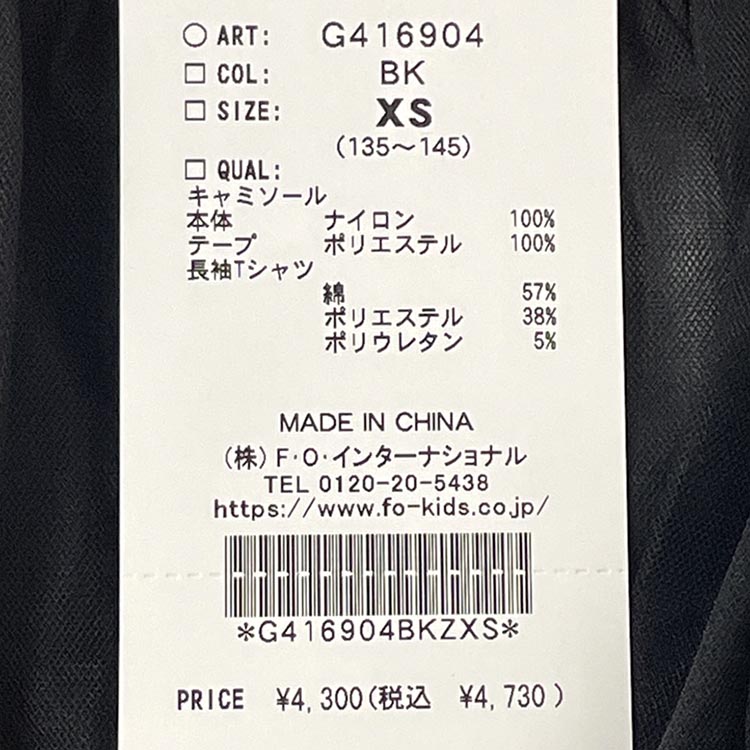 ○ ART: G416904
□ COL: BK
□ SIZE: XS
(135～145)
□ QUAL:
キャミソール
本体 ナイロン 100%
テープ ポリエステル 100%
長袖Tシャツ
綿 57%
ポリエステル 38%
ポリウレタン 5%
MADE IN CHINA
(株)F・O・インターナショナル
TEL 0120-20-5438
https://www.fo-kids.co.jp/
*G416904BKZXS*
PRICE ¥4,300(税込 ¥4,730)